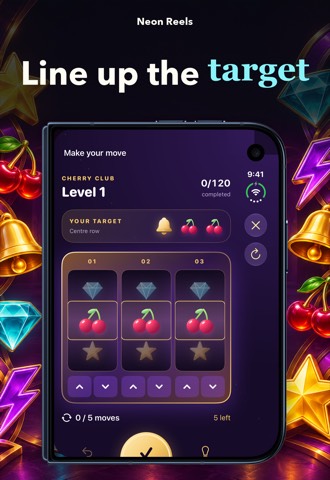 Neon Reels
Line up the target
Make your move
CHERRY CLUB
9:41
Level 1
0/120
completed
YOUR TARGET
Centre row
01 02 03
0 / 5 moves
5 left